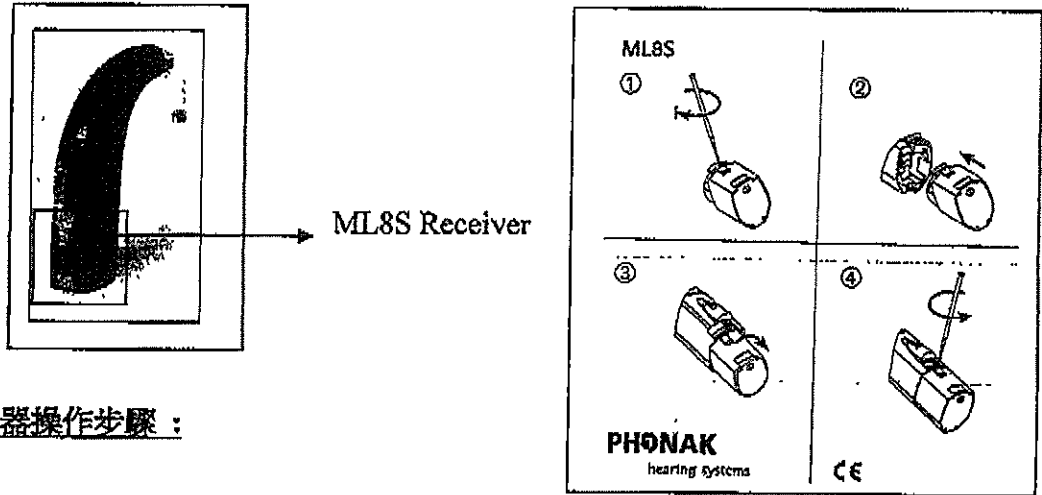 ML8S Receiver
ML8S
①
②
③
④
PHONAK
hearing systems
CE
器操作步驟：